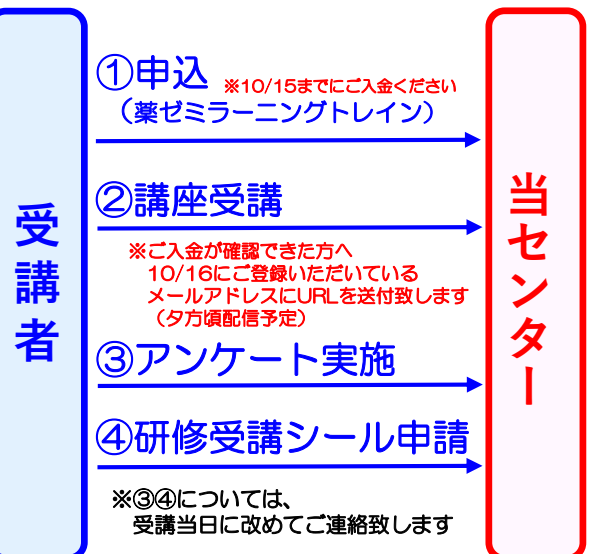 受講者
①申込 ※10/15までにご入金ください
（薬ゼミラーニングトレイン）
②講座受講
※ご入金が確認できた方へ
10/16にご登録いただいている
メールアドレスにURLを送付致します
（夕方頃配信予定）
③アンケート実施
④研修受講シール申請
※③④については、
受講当日に改めてご連絡致します
当センター